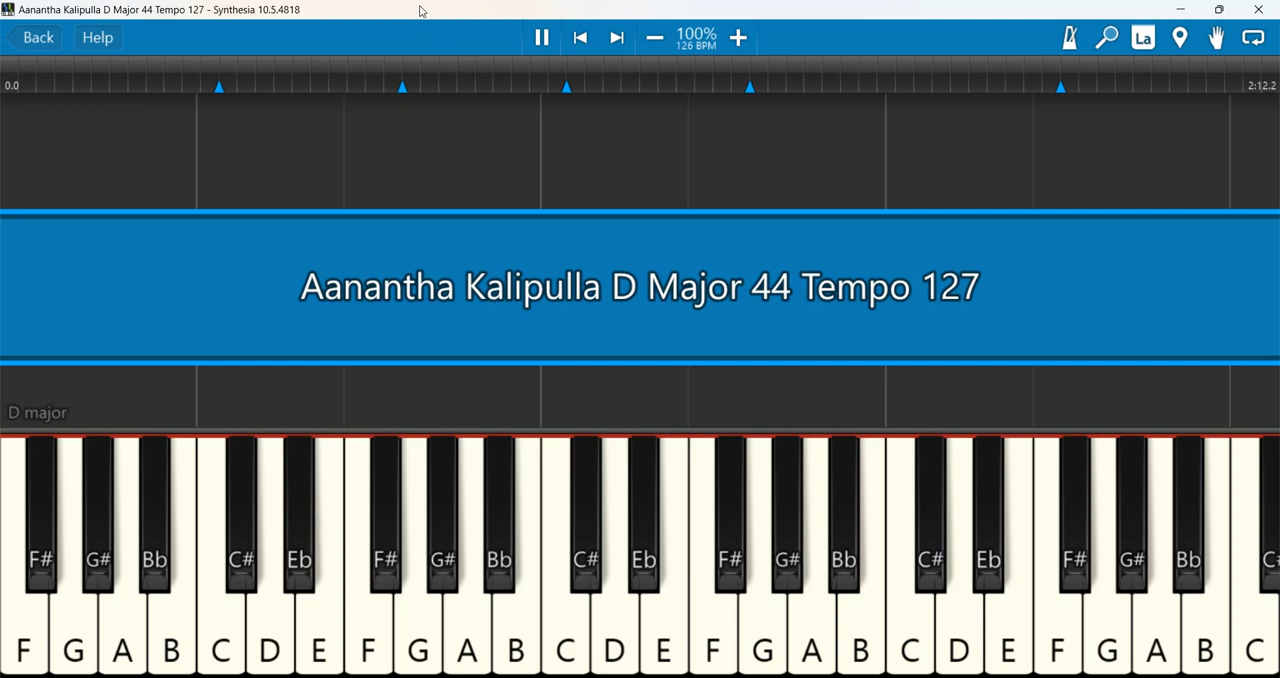 Aanantha Kalipulla D Major 44 Tempo 127 - Synthesia 10.5.4818
Back Help 100% La
126 BPM
0.0 2:12.2
Aanantha Kalipulla D Major 44 Tempo 127
D major
F# G# Bb C# Eb F# G# Bb C# Eb F# G# Bb C# Eb F# G# Bb C#
F G A B C D E F G A B C D E F G A B C D E F G A B C